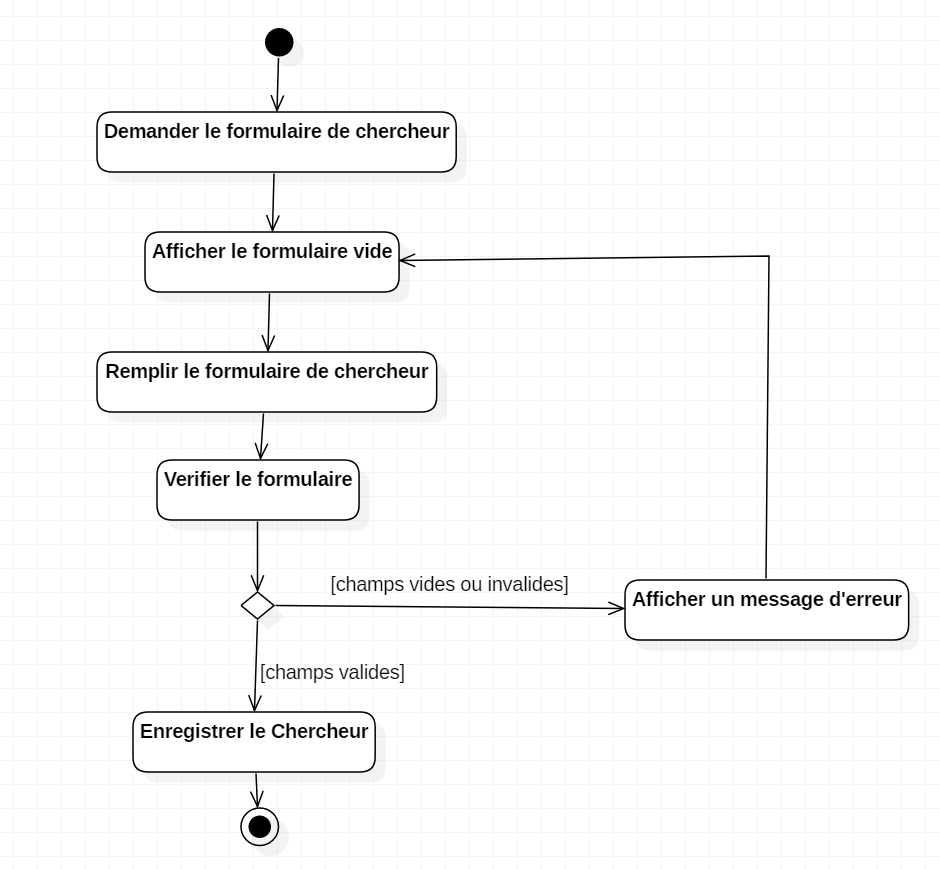 Demander le formulaire de chercheur
Afficher le formulaire vide
Remplir le formulaire de chercheur
Verifier le formulaire
[champs vides ou invalides]
Afficher un message d'erreur
[champs valides]
Enregistrer le Chercheur